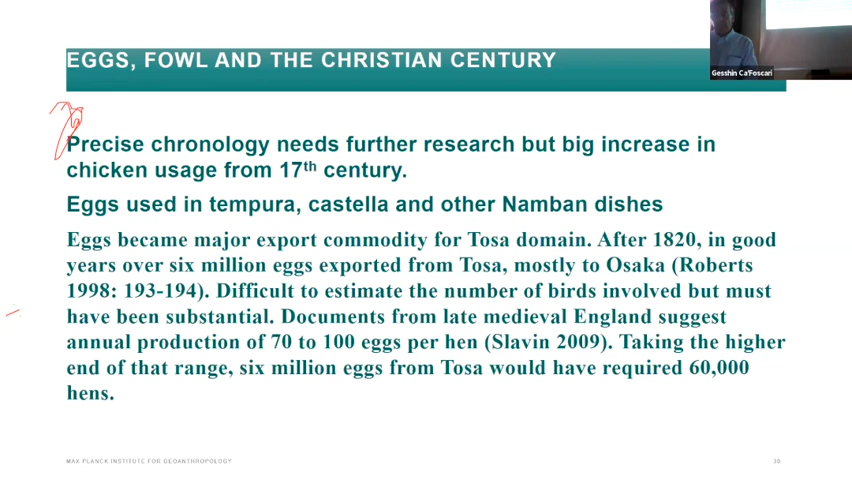 EGGS, FOWL AND THE CHRISTIAN CENTURY
Gesshin Ca'Foscari
Precise chronology needs further research but big increase in
chicken usage from 17th century.
Eggs used in tempura, castella and other Namban dishes
Eggs became major export commodity for Tosa domain. After 1820, in good
years over six million eggs exported from Tosa, mostly to Osaka (Roberts
1998: 193-194). Difficult to estimate the number of birds involved but must
have been substantial. Documents from late medieval England suggest
annual production of 70 to 100 eggs per hen (Slavin 2009). Taking the higher
end of that range, six million eggs from Tosa would have required 60,000
hens.
MAX PLANCK INSTITUTE FOR GEOANTHROPOLOGY